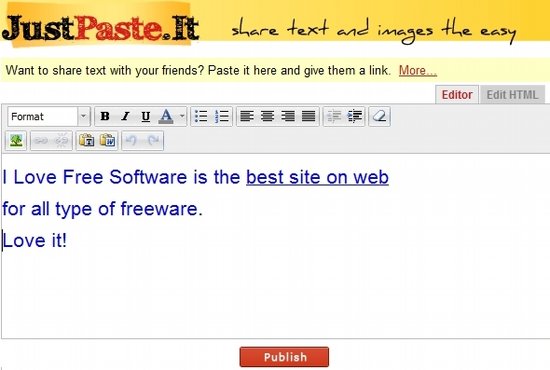 JustPaste.It share text and images the easy
Want to share text with your friends? Paste it here and give them a link. More...
Editor Edit HTML
Format B I U A
I Love Free Software is the best site on web
for all type of freeware.
Love it!
Publish